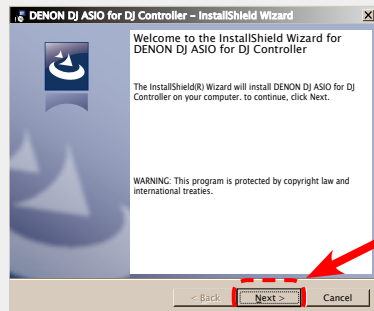 DENON DJ ASIO for DJ Controller – InstallShield Wizard
Welcome to the InstallShield Wizard for
DENON DJ ASIO for DJ Controller
The InstallShield(R) Wizard will install DENON DJ ASIO for DJ
Controller on your computer. to continue, click Next.
WARNING: This program is protected by copyright law and
international treaties.
< Back Next > Cancel